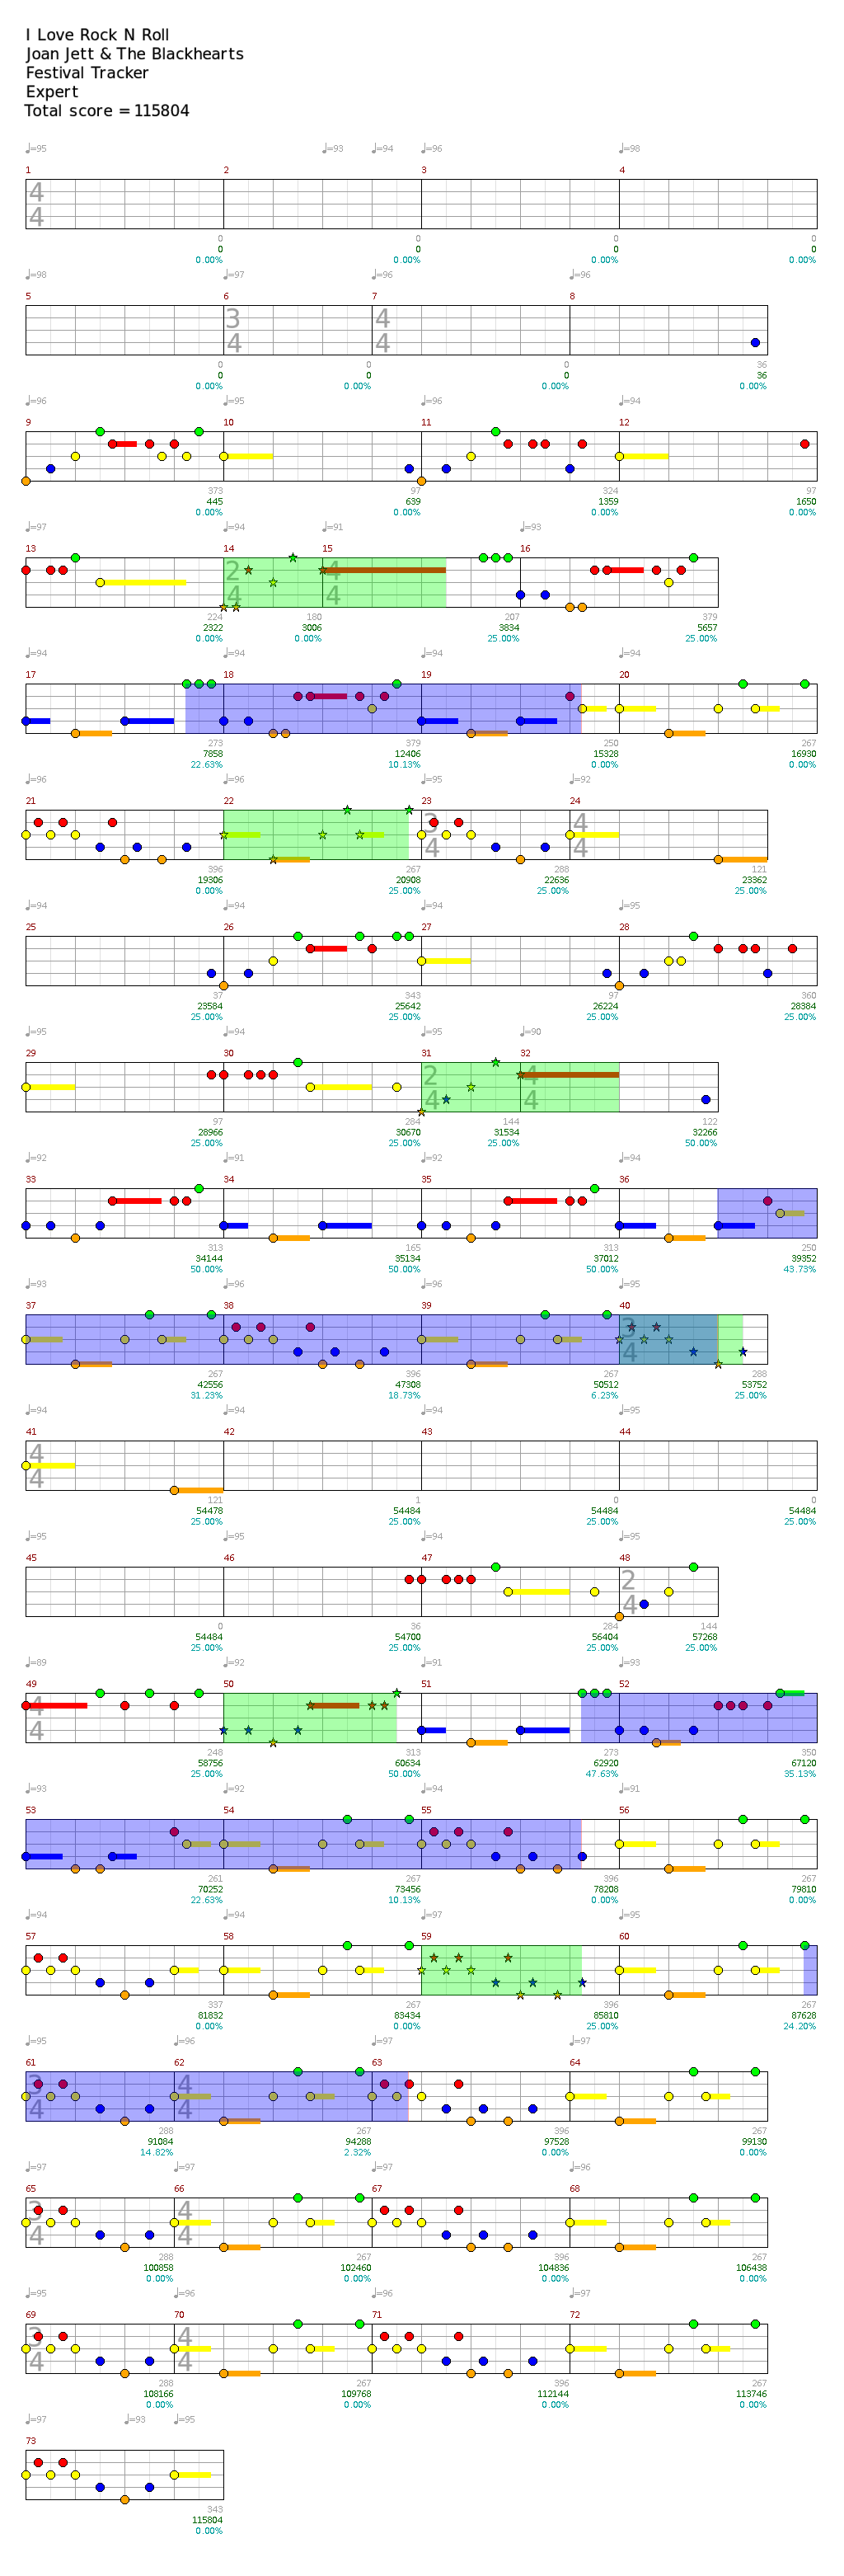 I Love Rock N Roll
Joan Jett & The Blackhearts
Festival Tracker
Expert
Total score = 115804
♩=95 ♩=93 ♩=94 ♩=96 ♩=98
1 2 3 4
4
4
0 0 0 0
0 0 0 0
0.00% 0.00% 0.00% 0.00%
♩=98 ♩=97 ♩=96 ♩=96
5 6 7 8
3 4
4 4
0 0 0 36
0 0 0 36
0.00% 0.00% 0.00% 0.00%
♩=96 ♩=95 ♩=96 ♩=94
9 10 11 12
373 97 324 97
445 639 1359 1650
0.00% 0.00% 0.00% 0.00%
♩=97 ♩=94 ♩=91 ♩=93
13 14 15 16
2 4
4 4
224 180 207 379
2322 3006 3834 5657
0.00% 0.00% 25.00% 25.00%
♩=94 ♩=94 ♩=94 ♩=94
17 18 19 20
273 379 250 267
7858 12406 15328 16930
22.63% 10.13% 0.00% 0.00%
♩=96 ♩=96 ♩=95 ♩=92
21 22 23 24
3 4
4 4
396 267 288 121
19306 20908 22636 23362
0.00% 25.00% 25.00% 25.00%
♩=94 ♩=94 ♩=94 ♩=95
25 26 27 28
37 343 97 360
23584 25642 26224 28384
25.00% 25.00% 25.00% 25.00%
♩=95 ♩=94 ♩=95 ♩=90
29 30 31 32
2 4
4 4
97 284 144 122
28966 30670 31534 32266
25.00% 25.00% 25.00% 50.00%
♩=92 ♩=91 ♩=92 ♩=94
33 34 35 36
313 165 313 250
34144 35134 37012 39352
50.00% 50.00% 50.00% 43.73%
♩=93 ♩=96 ♩=96 ♩=95
37 38 39 40
3
4
267 396 267 288
42556 47308 50512 53752
31.23% 18.73% 6.23% 25.00%
♩=94 ♩=94 ♩=94 ♩=95
41 42 43 44
4
4
121 1 0 0
54478 54484 54484 54484
25.00% 25.00% 25.00% 25.00%
♩=95 ♩=95 ♩=94 ♩=95
45 46 47 48
2
4
0 36 284 144
54484 54700 56404 57268
25.00% 25.00% 25.00% 25.00%
♩=89 ♩=92 ♩=91 ♩=93
49 50 51 52
4
4
248 313 273 350
58756 60634 62920 67120
25.00% 50.00% 47.63% 35.13%
♩=93 ♩=92 ♩=94 ♩=91
53 54 55 56
261 267 396 267
70252 73456 78208 79810
22.63% 10.13% 0.00% 0.00%
♩=94 ♩=94 ♩=97 ♩=95
57 58 59 60
337 267 396 267
81832 83434 85810 87628
0.00% 0.00% 25.00% 24.20%
♩=95 ♩=96 ♩=97 ♩=97
61 62 63 64
3 4
4 4
288 267 396 267
91084 94288 97528 99130
14.82% 2.32% 0.00% 0.00%
♩=97 ♩=97 ♩=97 ♩=96
65 66 67 68
3 4
4 4
288 267 396 267
100858 102460 104836 106438
0.00% 0.00% 0.00% 0.00%
♩=95 ♩=96 ♩=96 ♩=97
69 70 71 72
3 4
4 4
288 267 396 267
108166 109768 112144 113746
0.00% 0.00% 0.00% 0.00%
♩=97 ♩=93 ♩=95
73
343
115804
0.00%